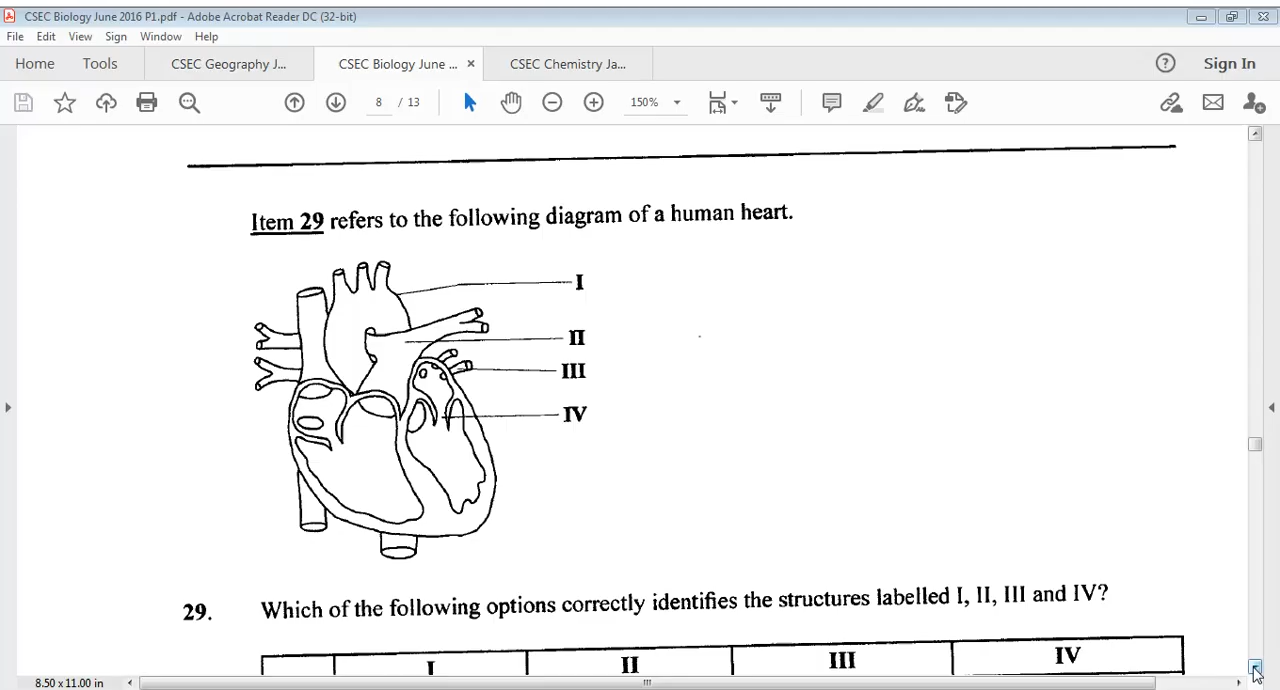 CSEC Biology June 2016 P1.pdf - Adobe Acrobat Reader DC (32-bit)
File Edit View Sign Window Help
Home Tools CSEC Geography J... CSEC Biology June ... × CSEC Chemistry Ja... ? Sign In
8 / 13 150%
Item 29 refers to the following diagram of a human heart.
I
II
III
IV
29. Which of the following options correctly identifies the structures labelled I, II, III and IV?
I II III IV
8.50 x 11.00 in